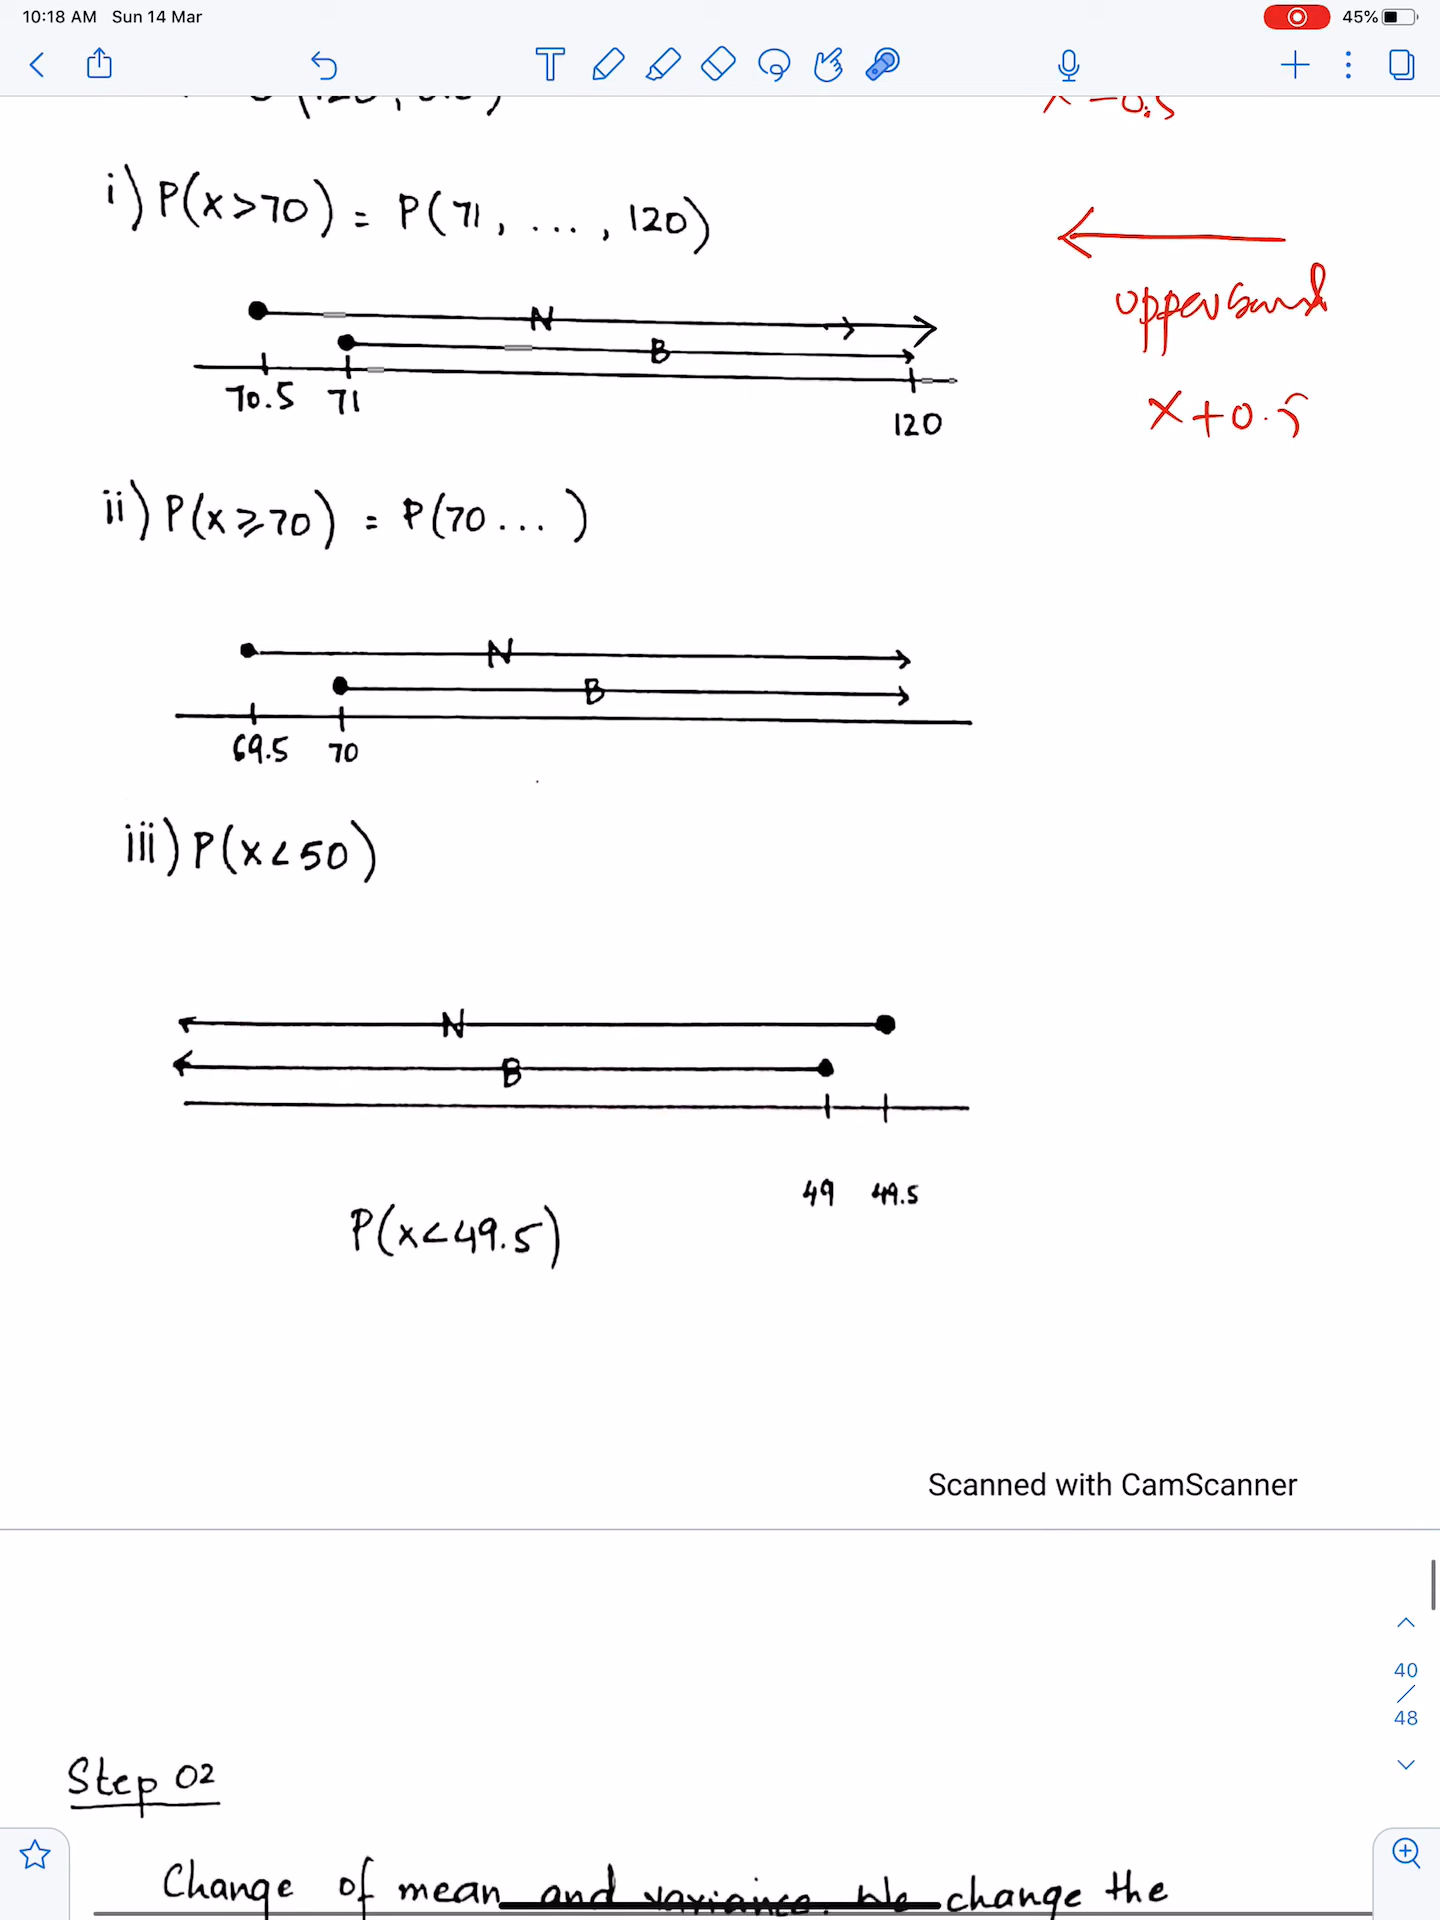 10:18 AM Sun 14 Mar 45%
x - 0.5
i) P(x>70) = P(71, ... , 120)
N
B
70.5 71 120
upper bound
x+0.5
ii) P(x⩾70) = P(70... )
N
B
69.5 70
iii) P(x<50)
N
B
49 49.5
P(x<49.5)
Scanned with CamScanner
40
/
48
Step 02
Change of mean and variance. We change the